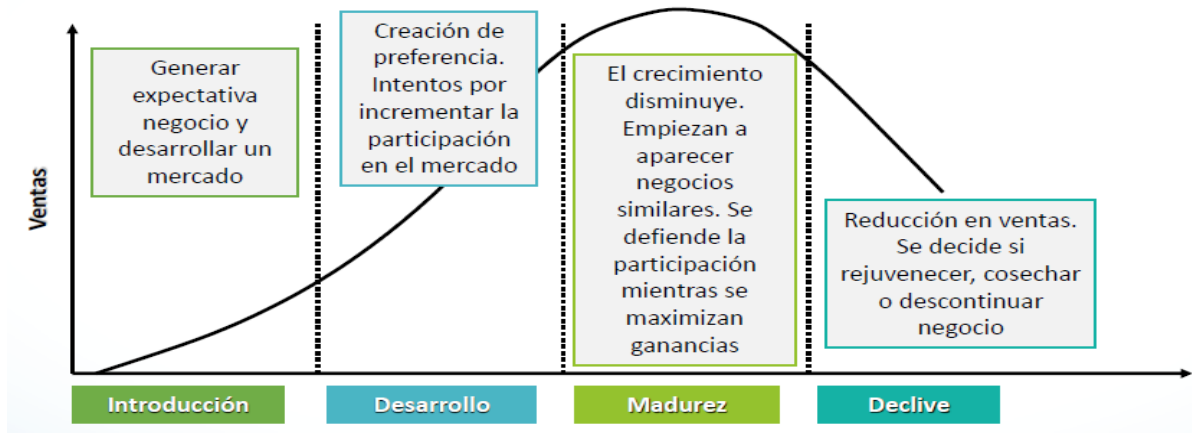 Ventas
Generar
expectativa
negocio y
desarrollar un
mercado
Creación de
preferencia.
Intentos por
incrementar la
participación
en el mercado
El crecimiento
disminuye.
Empiezan a
aparecer
negocios
similares. Se
defiende la
participación
mientras se
maximizan
ganancias
Reducción en ventas.
Se decide si
rejuvenecer, cosechar
o descontinuar
negocio
Introducción
Desarrollo
Madurez
Declive